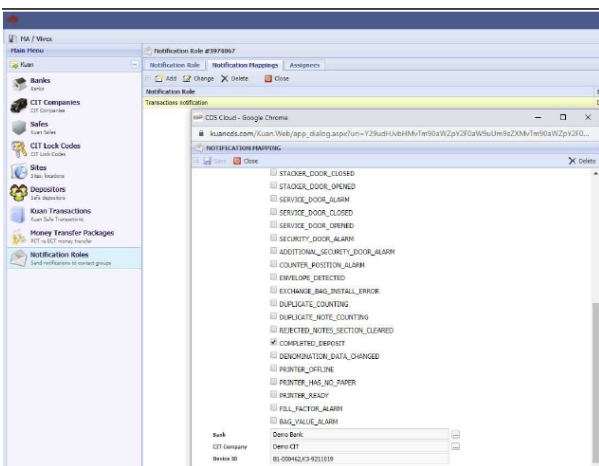 MA / Vivex
Main Menu
Kuan
Banks
Banks
CIT Companies
CIT Companies
Safes
Kuan Safes
CIT Lock Codes
CIT Lock Codes
Sites
Sites locations
Depositors
Safe depositors
Kuan Transactions
Kuan Safe Transactions
Money Transfer Packages
Notification Roles
Send notifications to contact groups
Notification Role #3974067
Notification Role Notification Mappings Assignees
Add Change Delete Close
Notification Role
Transactions notification
CDS Cloud - Google Chrome
NOTIFICATION MAPPING
Save Close Delete
STACKER_DOOR_CLOSED
STACKER_DOOR_OPENED
SERVICE_DOOR_ALARM
SERVICE_DOOR_CLOSED
SERVICE_DOOR_OPENED
SECURITY_DOOR_ALARM
ADDITIONAL_SECURITY_DOOR_ALARM
COUNTER_POSITION_ALARM
ENVELOPE_DETECTED
EXCHANGE_BAG_INSTALL_ERROR
DUPLICATE_COUNTING
DUPLICATE_NOTE_COUNTING
REJECTED_NOTES_SECTION_CLEARED
COMPLETED_DEPOSIT
DENOMINATION_DATA_CHANGED
PRINTER_OFFLINE
PRINTER_HAS_NO_PAPER
PRINTER_READY
FILL_FACTOR_ALARM
BAG_VALUE_ALARM
Bank Demo Bank
CIT Company Demo CIT
Device ID